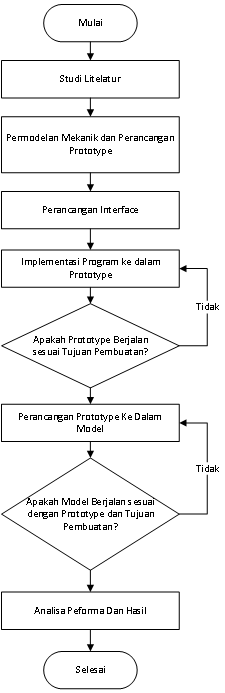 Mulai
Studi Litelatur
Permodelan Mekanik dan Perancangan
Prototype
Perancangan Interface
Implementasi Program ke dalam
Prototype
Tidak
Apakah Prototype Berjalan
sesuai Tujuan Pembuatan?
Perancangan Prototype Ke Dalam
Model
Tidak
Apakah Model Berjalan sesuai
dengan Prototype dan Tujuan
Pembuatan?
Analisa Peforma Dan Hasil
Selesai